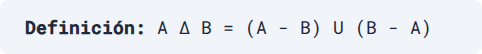 Definición: A Δ B = (A - B) U (B - A)